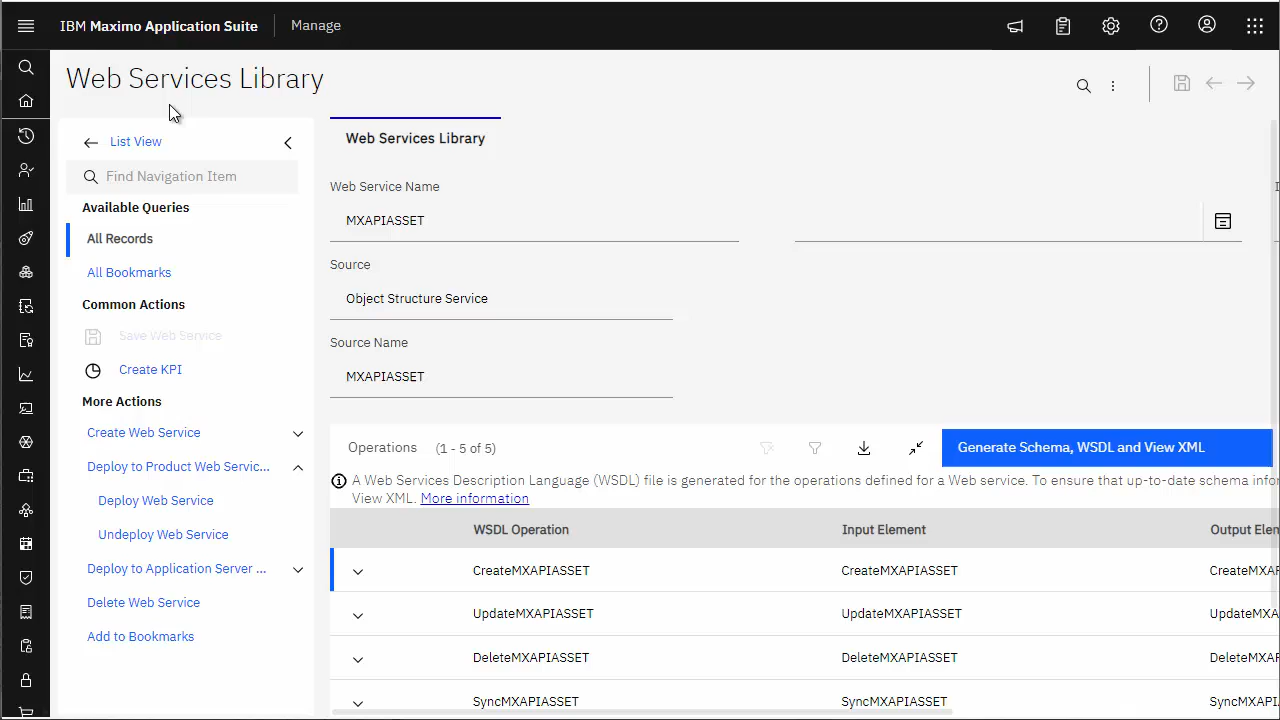 IBM Maximo Application Suite
Manage
Web Services Library
List View
Find Navigation Item
Available Queries
All Records
All Bookmarks
Common Actions
Save Web Service
Create KPI
More Actions
Create Web Service
Deploy to Product Web Servic...
Deploy Web Service
Undeploy Web Service
Deploy to Application Server ...
Delete Web Service
Add to Bookmarks
Web Services Library
Web Service Name
MXAPIASSET
Source
Object Structure Service
Source Name
MXAPIASSET
Operations (1 - 5 of 5)
Generate Schema, WSDL and View XML
A Web Services Description Language (WSDL) file is generated for the operations defined for a Web service. To ensure that up-to-date schema infor
View XML. More information
WSDL Operation Input Element Output Elem
CreateMXAPIASSET CreateMXAPIASSET CreateMXA
UpdateMXAPIASSET UpdateMXAPIASSET UpdateMXA
DeleteMXAPIASSET DeleteMXAPIASSET DeleteMXA
SyncMXAPIASSET SyncMXAPIASSET SyncMXAPI